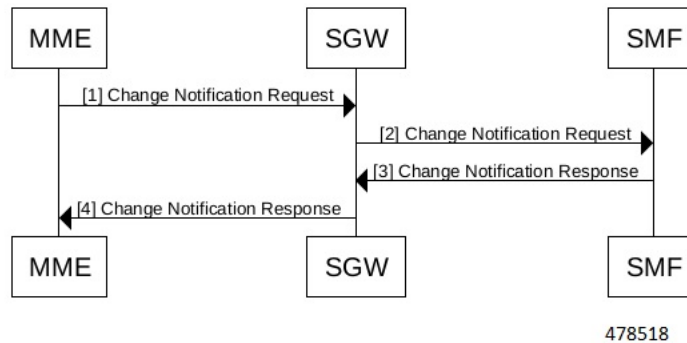 MME
SGW
SMF
[1] Change Notification Request
[2] Change Notification Request
[3] Change Notification Response
[4] Change Notification Response
MME
SGW
SMF
478518